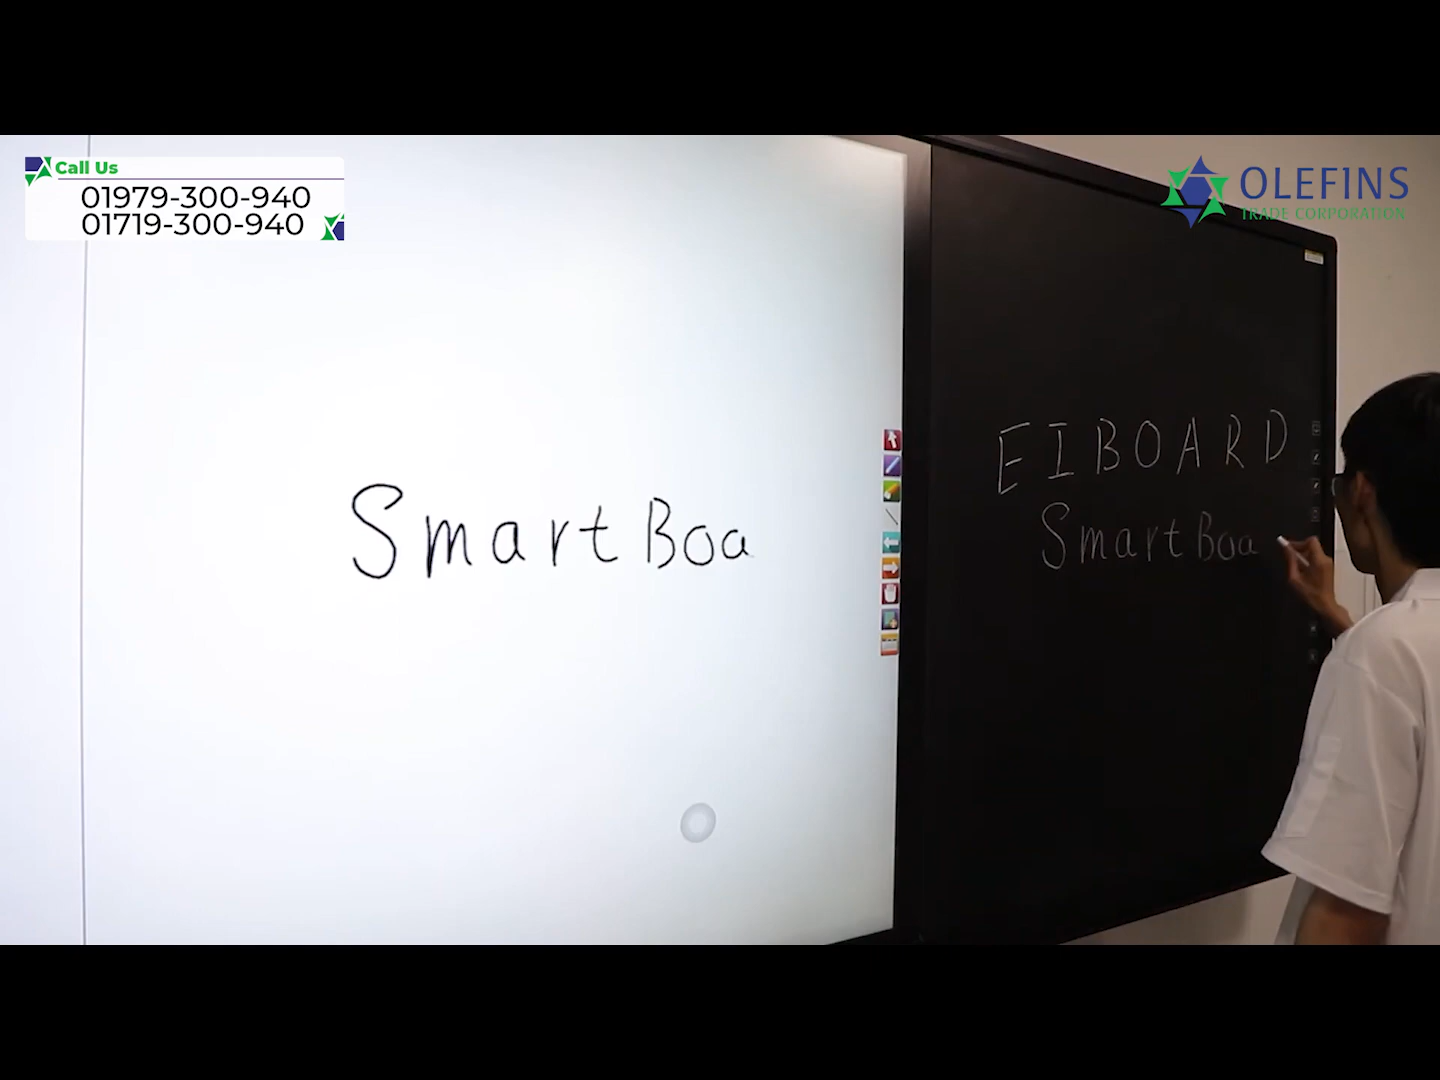 Call Us
01979-300-940
01719-300-940
OLEFINS
TRADE CORPORATION
Smart Boa
EIBOARD
Smart Boa